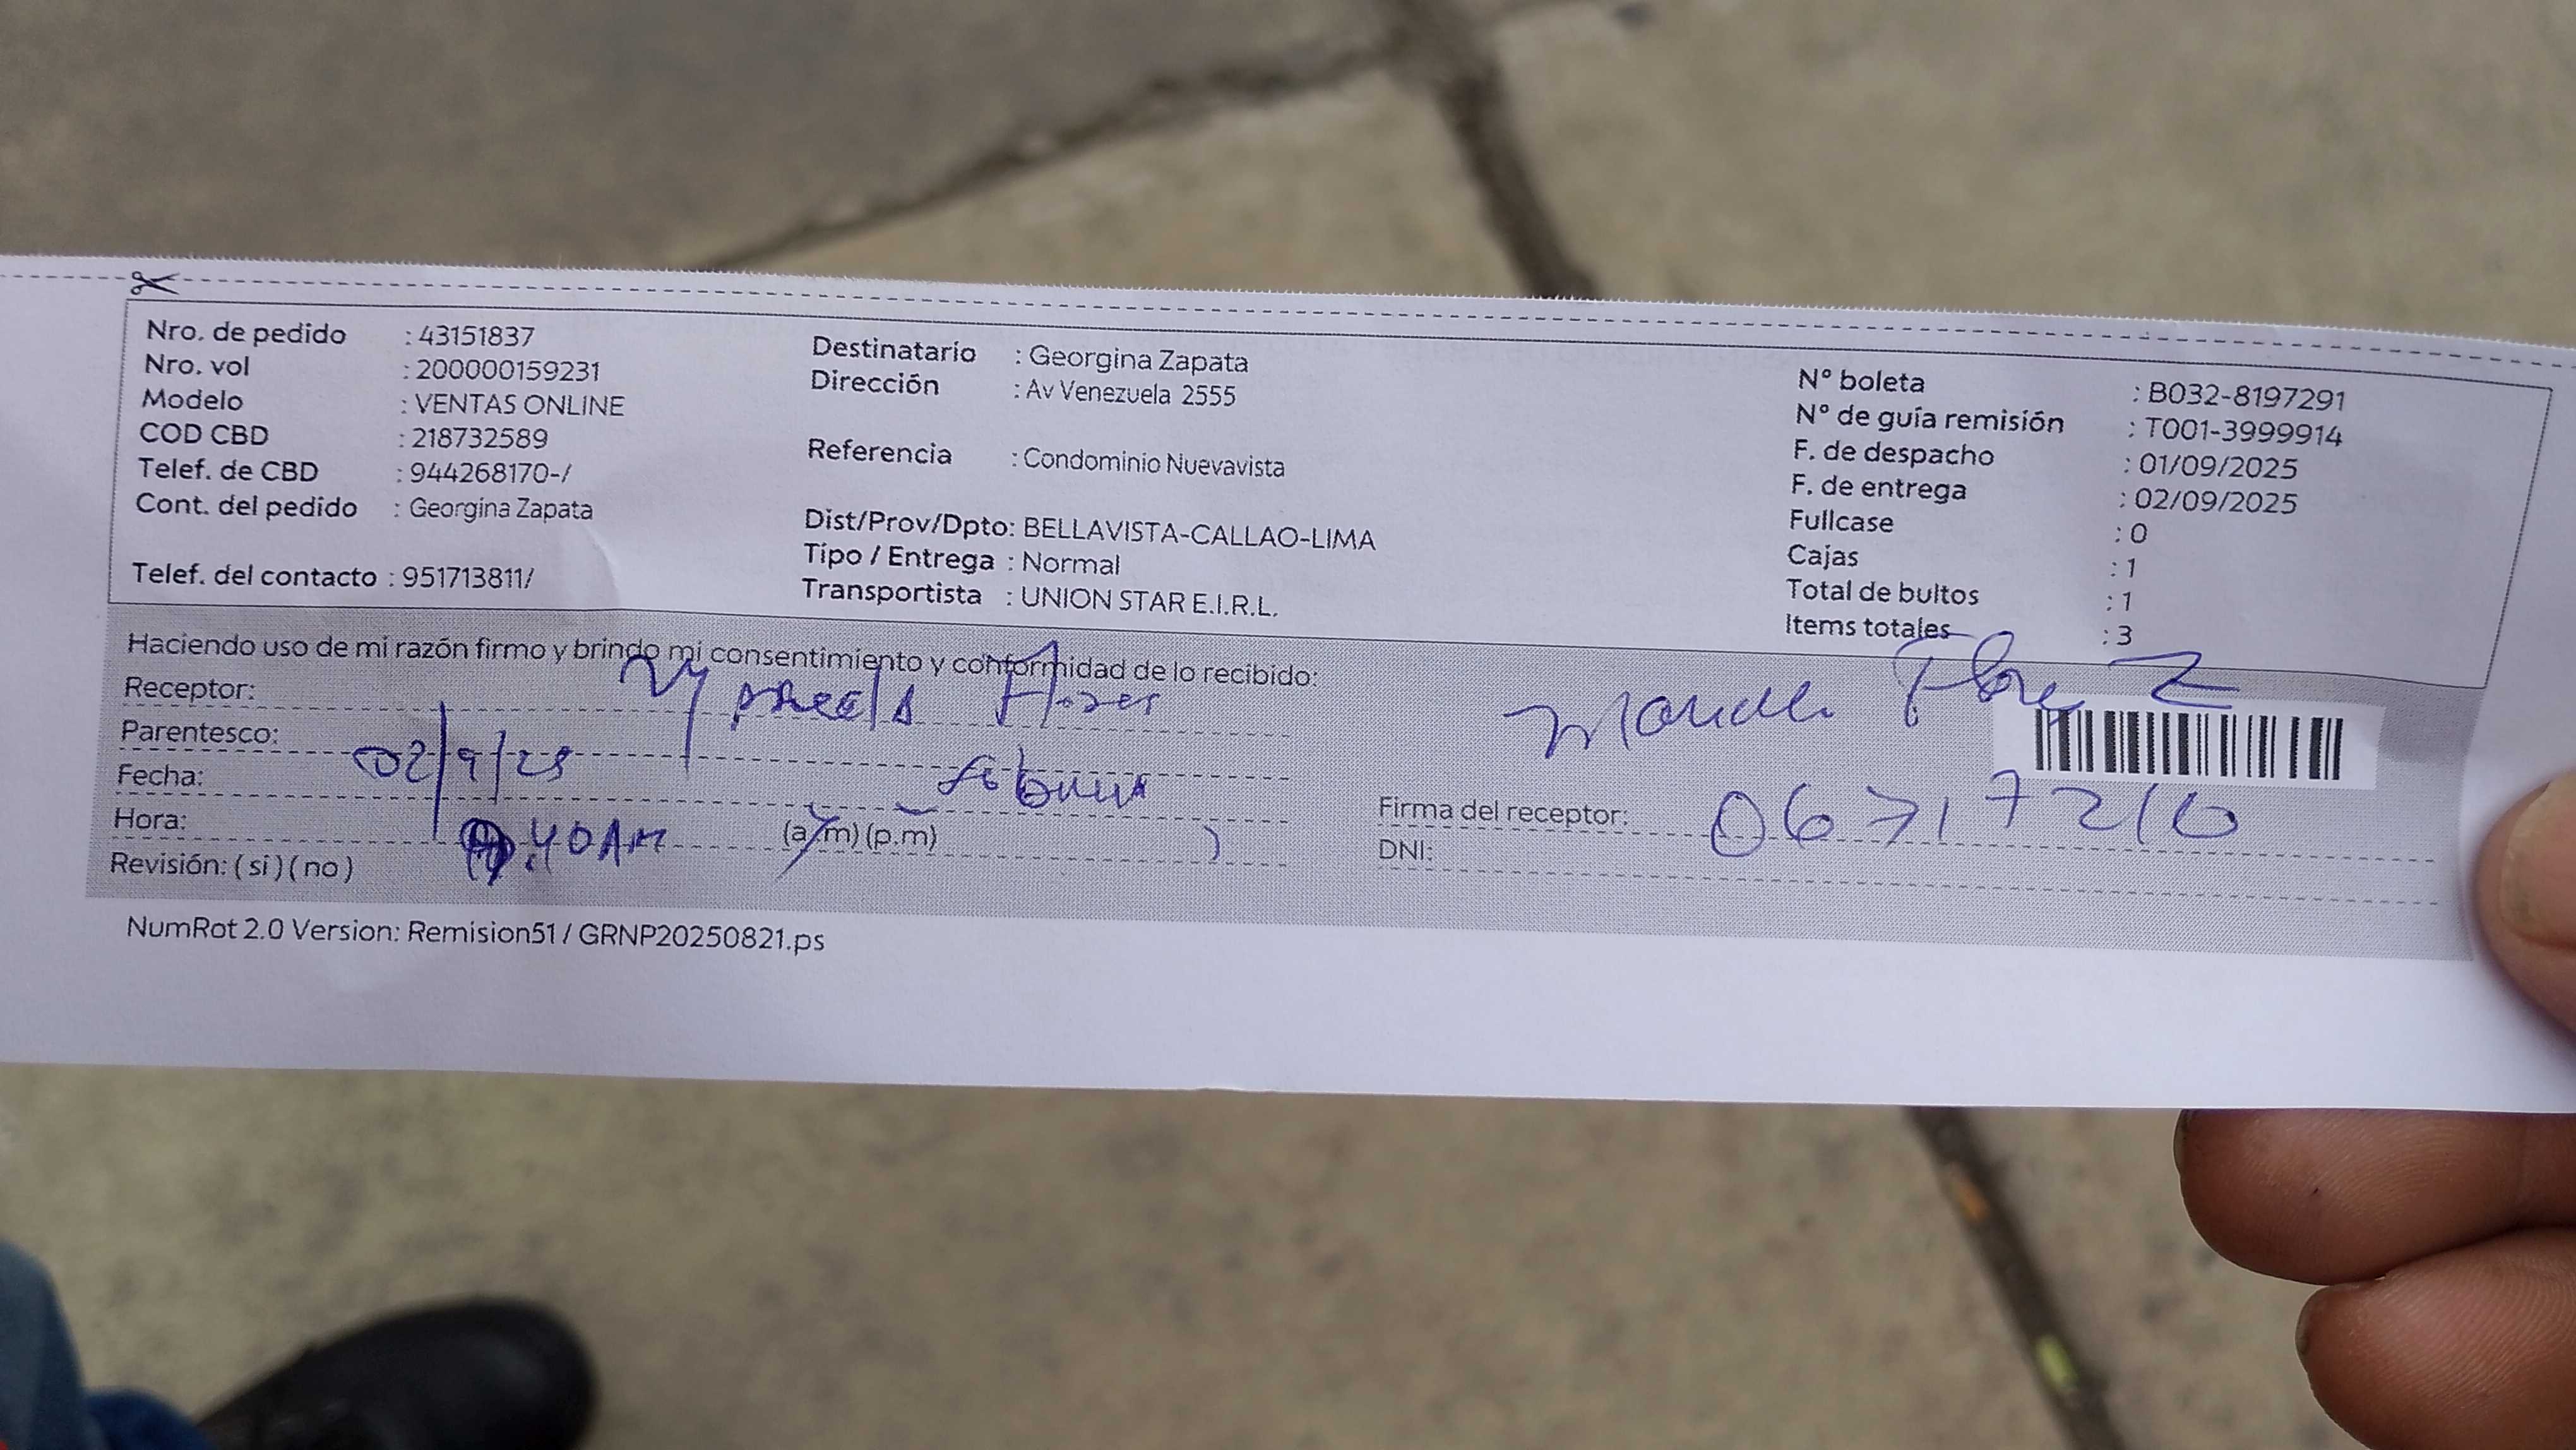 Nro. de pedido : 43151837
Nro. vol : 200000159231
Modelo : VENTAS ONLINE
COD CBD : 218732589
Telef. de CBD : 944268170-/
Cont. del pedido : Georgina Zapata
Telef. del contacto : 951713811/
Destinatario : Georgina Zapata
Dirección : Av Venezuela 2555
Referencia : Condominio Nuevavista
Dist/Prov/Dpto: BELLAVISTA-CALLAO-LIMA
Tipo / Entrega : Normal
Transportista : UNION STAR E.I.R.L.
N° boleta : B032-8197291
N° de guía remisión : T001-3999914
F. de despacho : 01/09/2025
F. de entrega : 02/09/2025
Fullcase : 0
Cajas : 1
Total de bultos : 1
Items totales : 3
Haciendo uso de mi razón firmo y brindo mi consentimiento y conformidad de lo recibido:
Receptor: Flores
Parentesco:
Fecha: 02/9/25
Hora: :40 AM (a.m) (p.m)
Revisión: ( si ) ( no )
Firma del receptor:
DNI:
NumRot 2.0 Version: Remision51 / GRNP20250821.ps